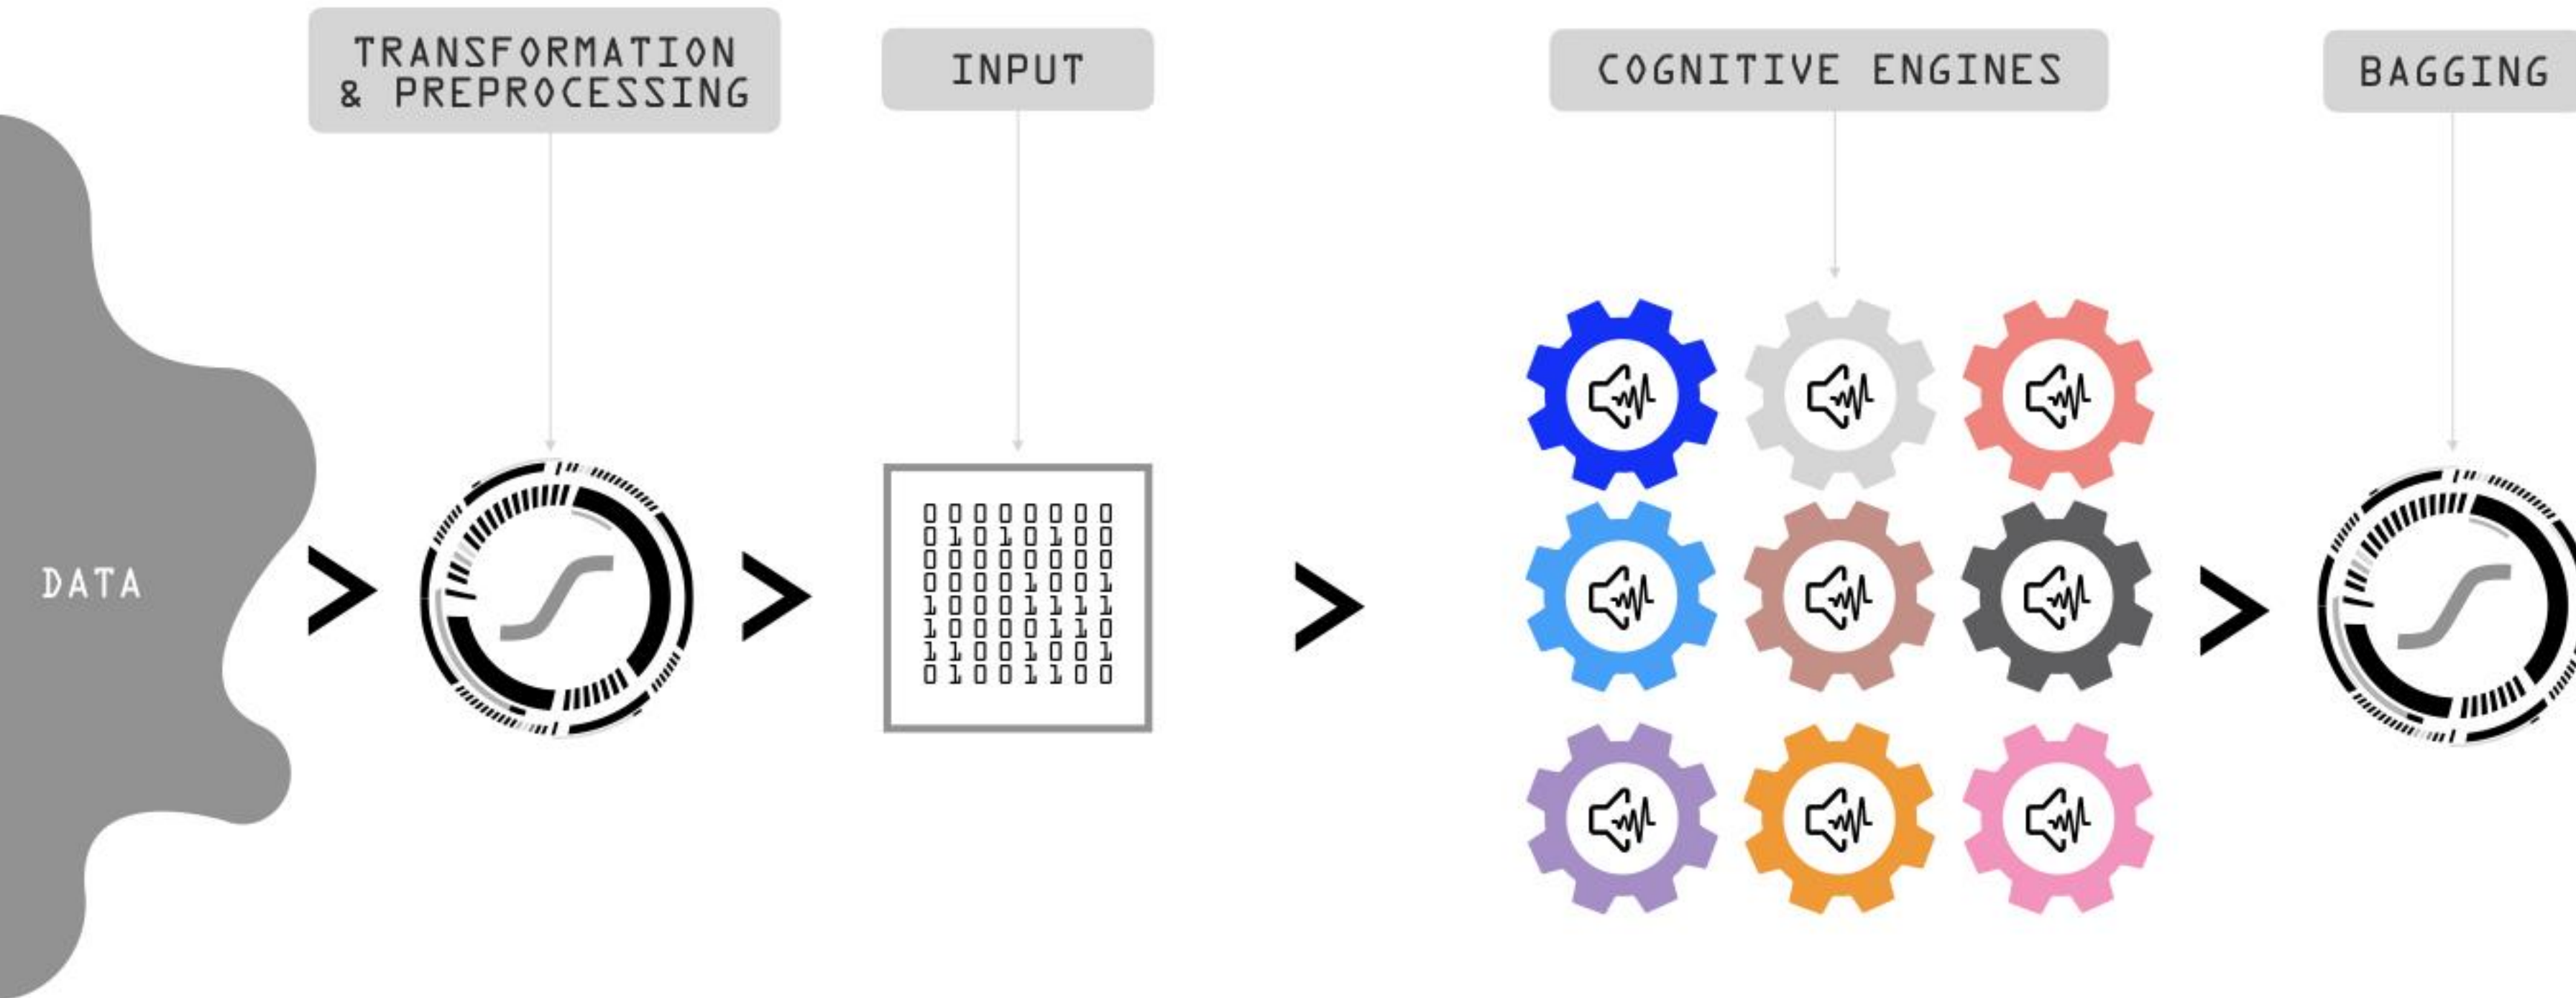 TRANSFORMATION
& PREPROCESSING
INPUT
COGNITIVE ENGINES
BAGGING
DATA
>
>
>
>
0 0 0 0 0 0 0 0
0 1 0 1 0 1 0 0
0 0 0 0 0 0 0 0
0 0 0 0 1 0 0 1
1 0 0 0 1 1 1 1
1 0 0 0 0 1 1 0
1 1 0 0 1 0 0 1
0 1 0 0 1 1 0 0